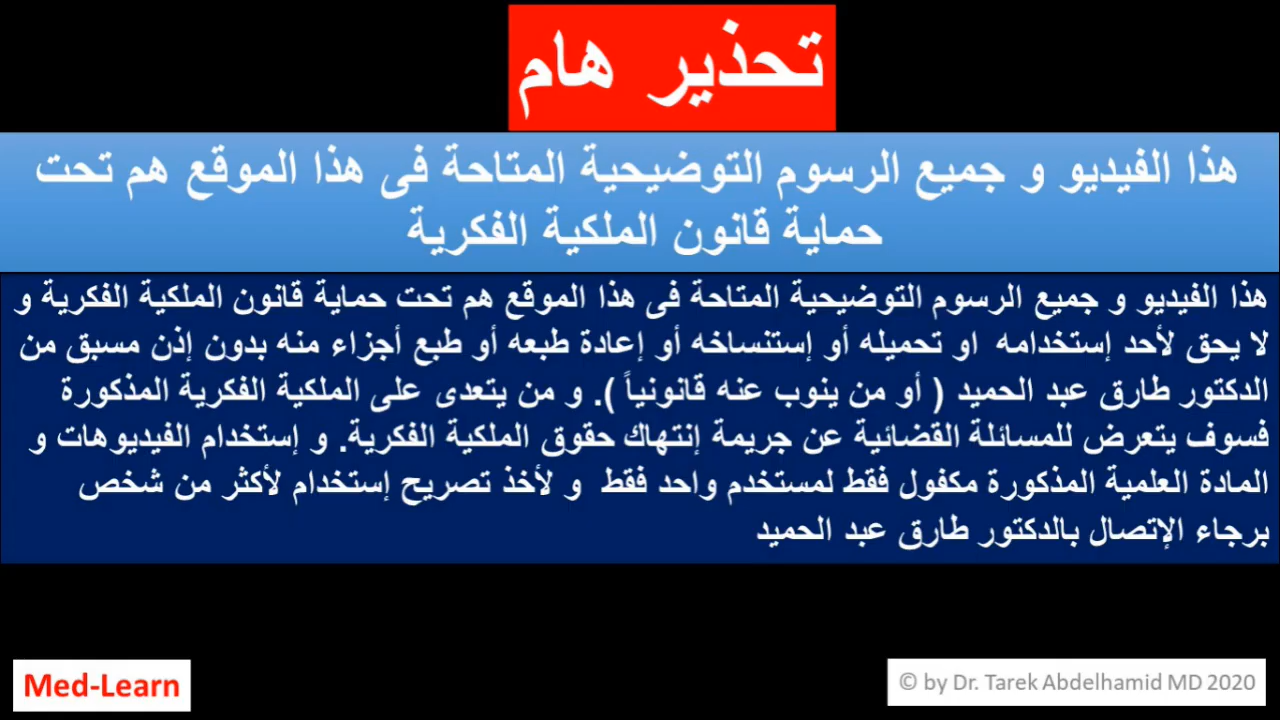 تحذير هام
هذا الفيديو و جميع الرسوم التوضيحية المتاحة فى هذا الموقع هم تحت
حماية قانون الملكية الفكرية
هذا الفيديو و جميع الرسوم التوضيحية المتاحة فى هذا الموقع هم تحت حماية قانون الملكية الفكرية و
لا يحق لأحد إستخدامه او تحميله أو إستنساخه أو إعادة طبعه أو طبع أجزاء منه بدون إذن مسبق من
الدكتور طارق عبد الحميد ( أو من ينوب عنه قانونياً ). و من يتعدى على الملكية الفكرية المذكورة
فسوف يتعرض للمسائلة القضائية عن جريمة إنتهاك حقوق الملكية الفكرية. و إستخدام الفيديوهات و
المادة العلمية المذكورة مكفول فقط لمستخدم واحد فقط و لأخذ تصريح إستخدام لأكثر من شخص
برجاء الإتصال بالدكتور طارق عبد الحميد
Med-Learn
© by Dr. Tarek Abdelhamid MD 2020